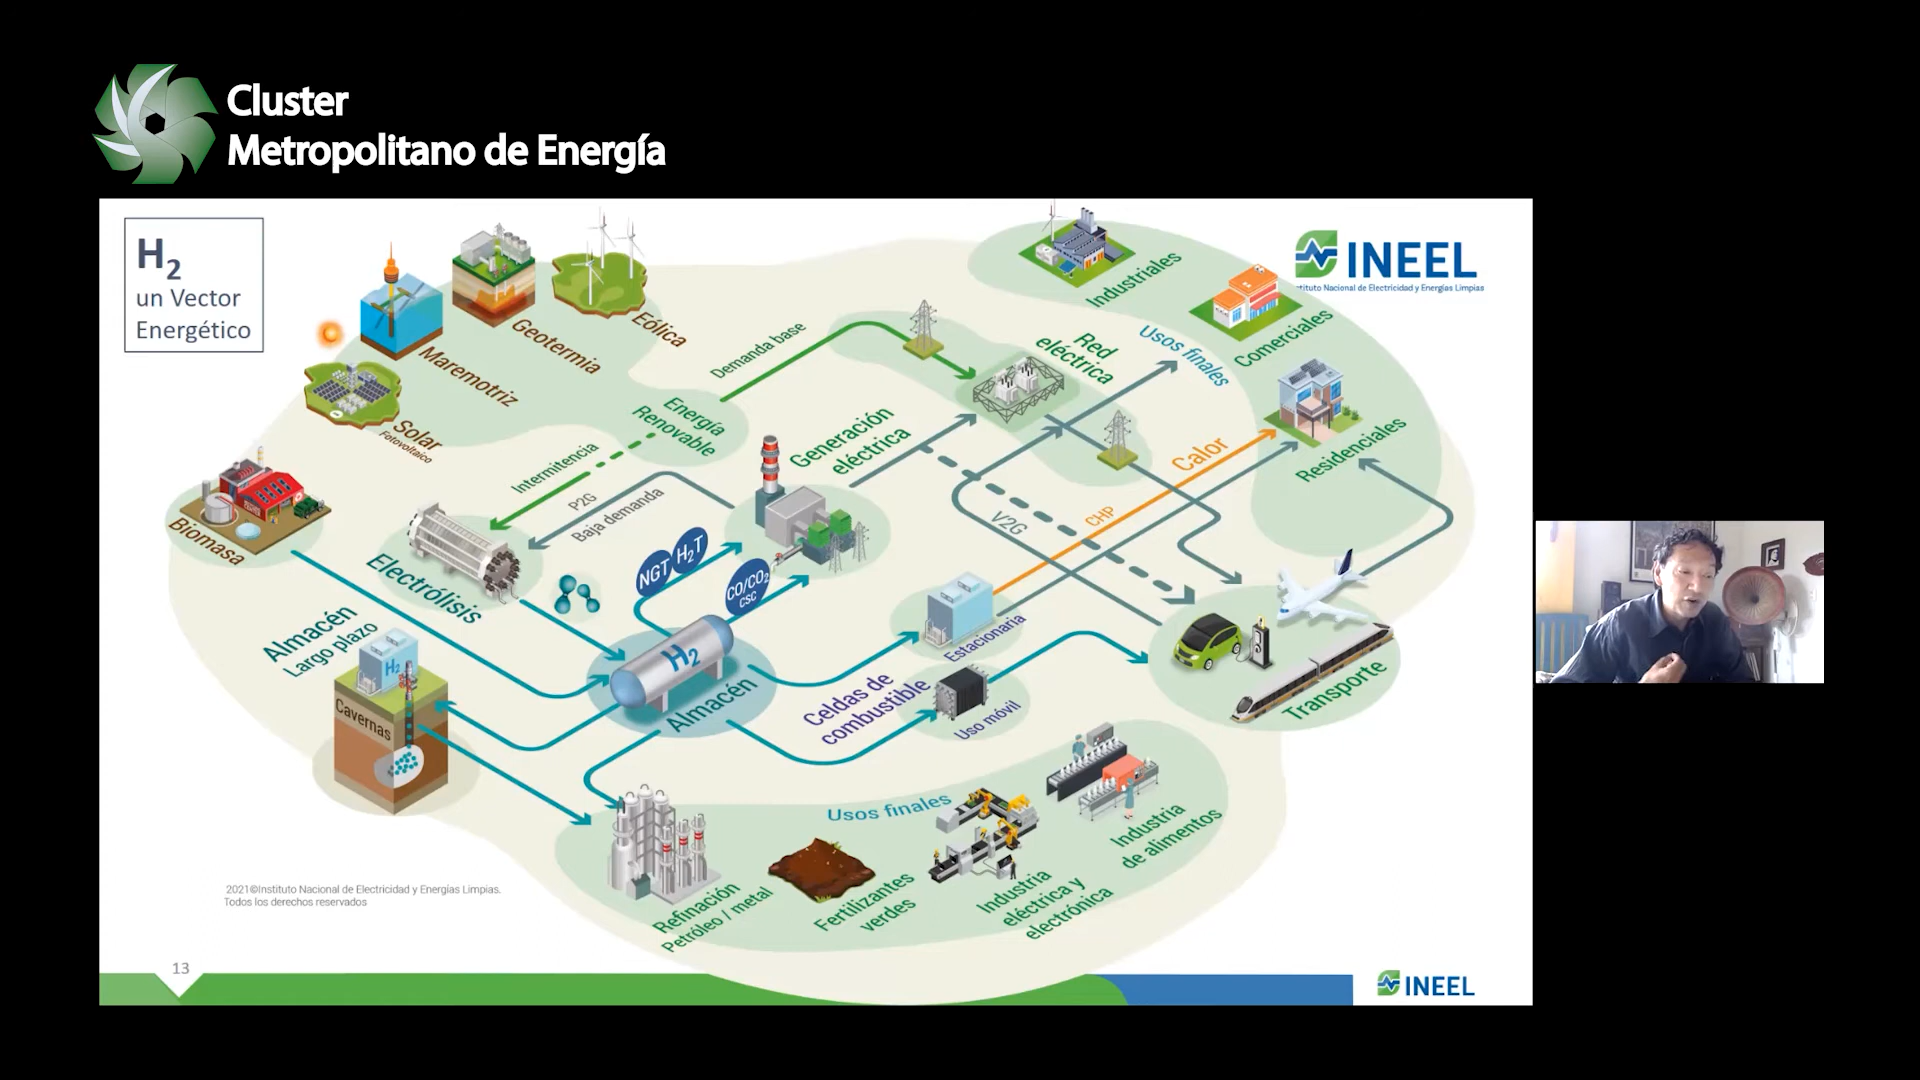 Cluster
Metropolitano de Energía
H2
un Vector
Energético
INEEL
Instituto Nacional de Electricidad y Energías Limpias
Industriales
Comerciales
Residenciales
Usos finales
Red
eléctrica
Demanda base
Eólica
Geotermia
Maremotriz
Solar
Fotovoltaico
Energía
Renovable
Intermitencia
P2G
Baja demanda
Generación
eléctrica
Biomasa
Electrólisis
NGT
H2T
CO/CO2
CSC
V2G
CHP
Calor
Almacén
Largo plazo
H2
Cavernas
H2
Almacén
Celdas de
combustible
Estacionaria
Uso móvil
Transporte
Usos finales
Refinación
Petróleo / metal
Fertilizantes
verdes
Industria
eléctrica y
electrónica
Industria
de alimentos
2021©Instituto Nacional de Electricidad y Energías Limpias.
Todos los derechos reservados
13
INEEL